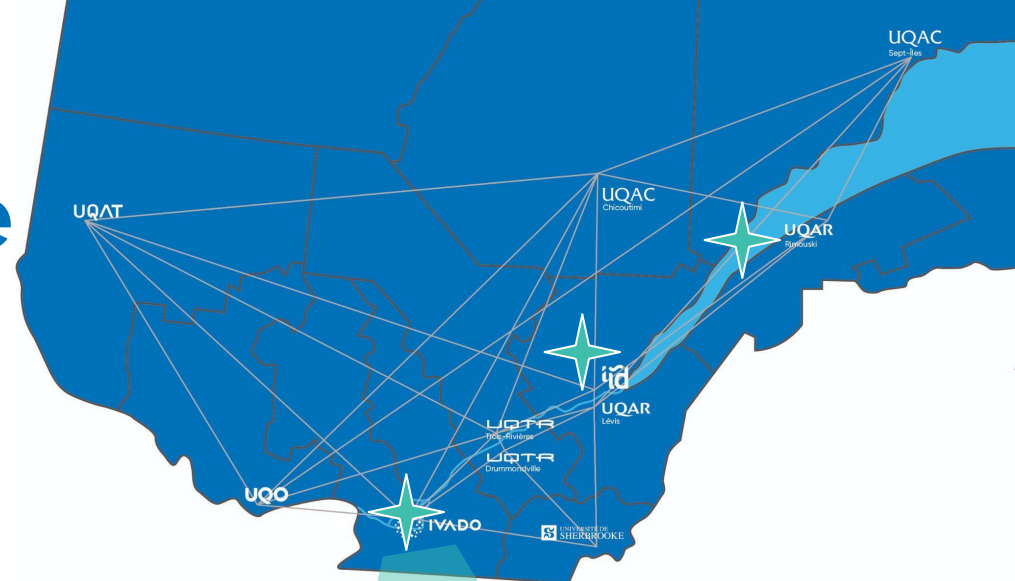 UQAC
Sept-Îles
UQAT
UQAC
Chicoutimi
e
UQAR
Rimouski
iid
UQAR
Lévis
UQTR
Trois-Rivières
UQTR
Drummondville
UQO
IVADO
UNIVERSITÉ DE
SHERBROOKE